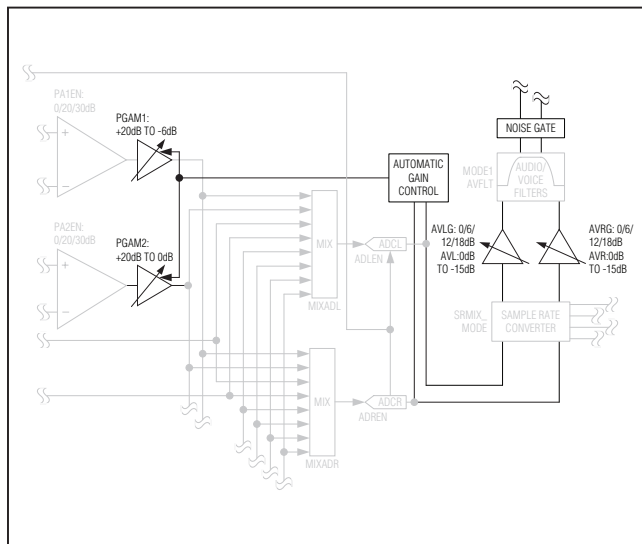 PA1EN:
0/20/30dB
PGAM1:
+20dB TO -6dB
+
−
PA2EN:
0/20/30dB
PGAM2:
+20dB TO 0dB
+
−
MIX
MIXADL
ADCL
ADLEN
MIX
MIXADR
ADCR
ADREN
AUTOMATIC
GAIN
CONTROL
NOISE GATE
MODE1
AVFLT
AUDIO/
VOICE
FILTERS
AVLG: 0/6/
12/18dB
AVL:0dB
TO -15dB
AVRG: 0/6/
12/18dB
AVR:0dB
TO -15dB
SRMIX_
MODE
SAMPLE RATE
CONVERTER